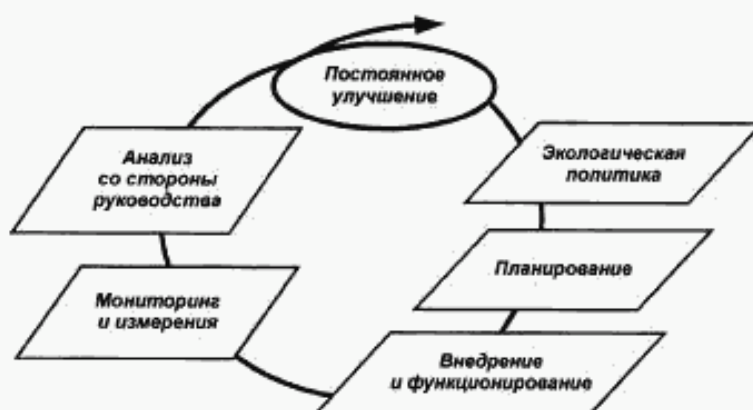 Постоянное
улучшение
Экологическая
политика
Планирование
Внедрение
и функционирование
Мониторинг
и измерения
Анализ
со стороны
руководства